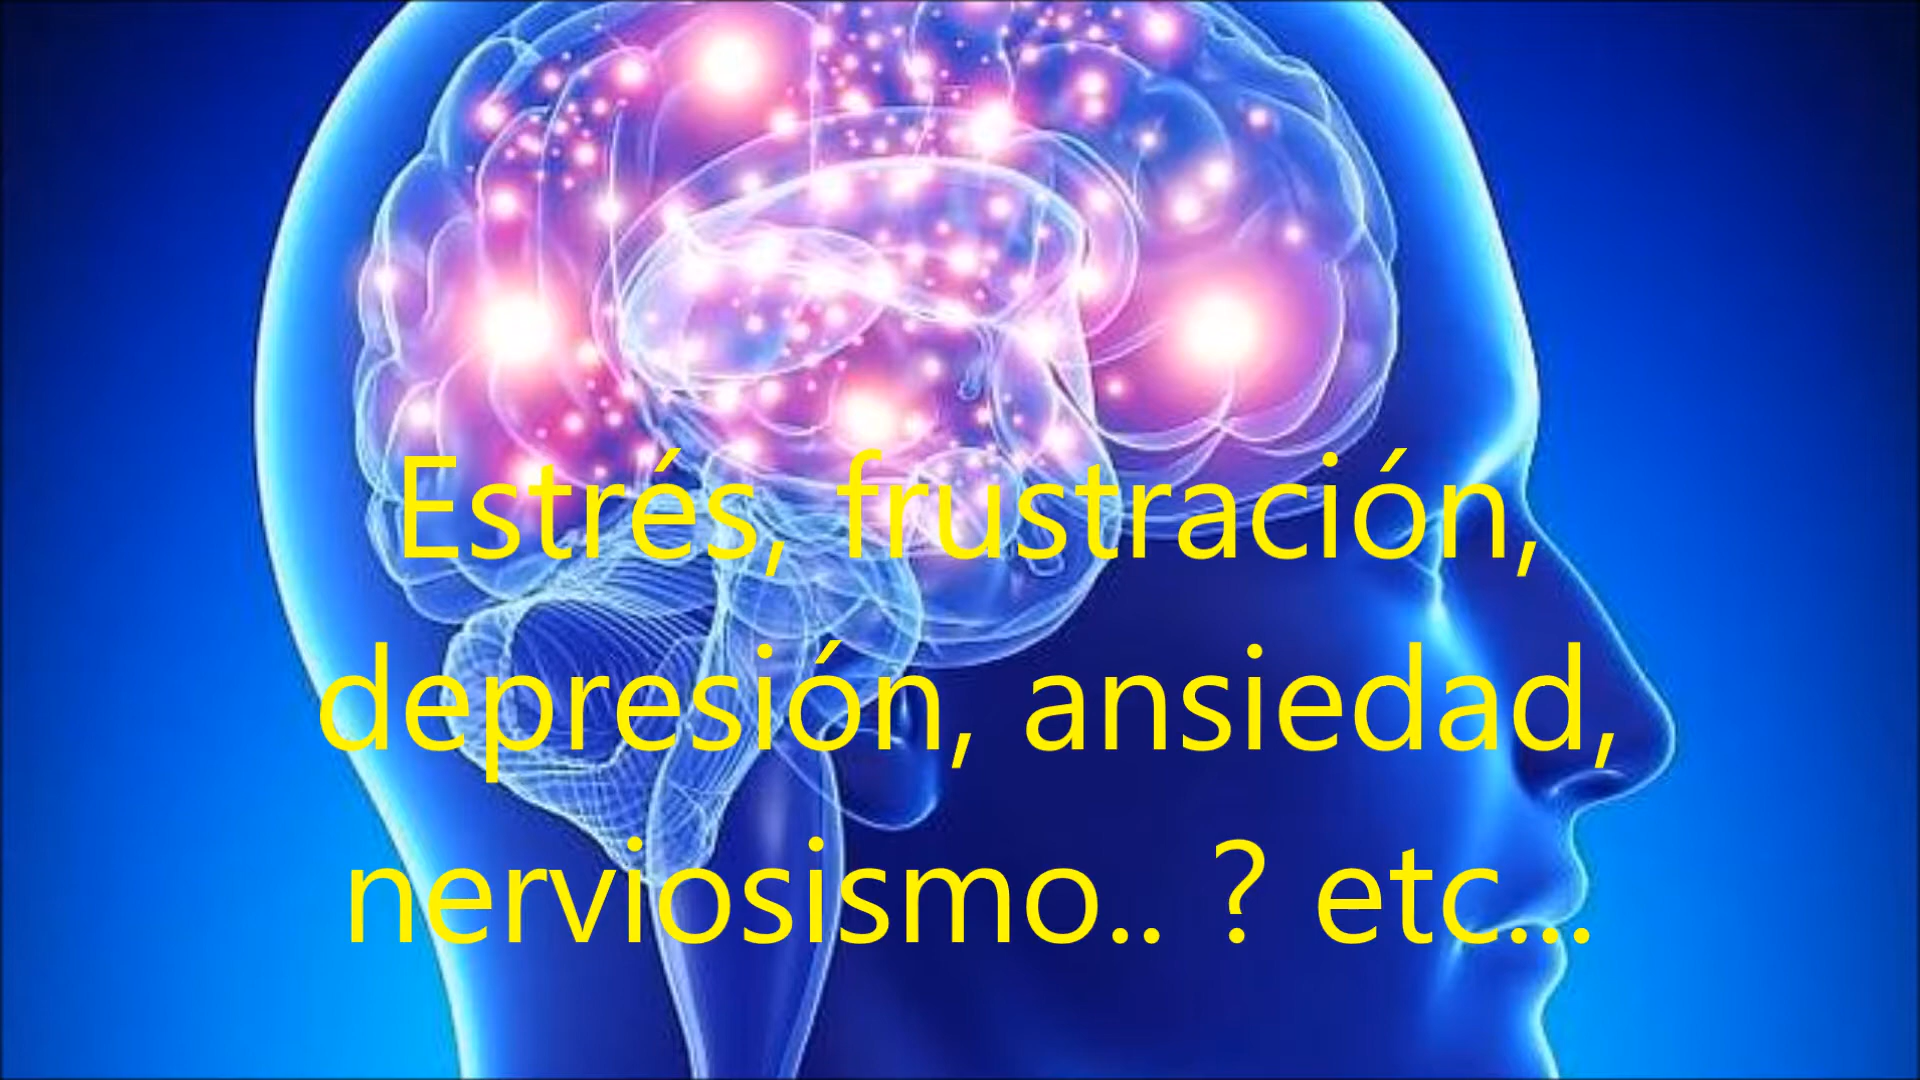 Estrés, frustración,
depresión, ansiedad,
nerviosismo.. ? etc...